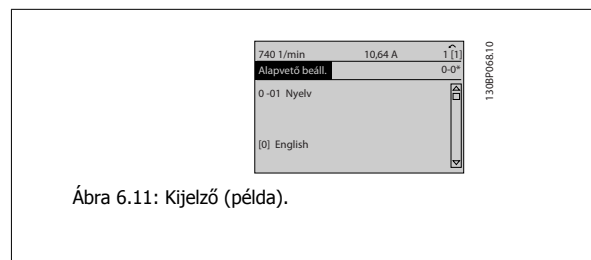 740 1/min 10,64 A 1 [1]
Alapvető beáll. 0-0*
0 -01 Nyelv
[0] English
130BP068.10
Ábra 6.11: Kijelző (példa).